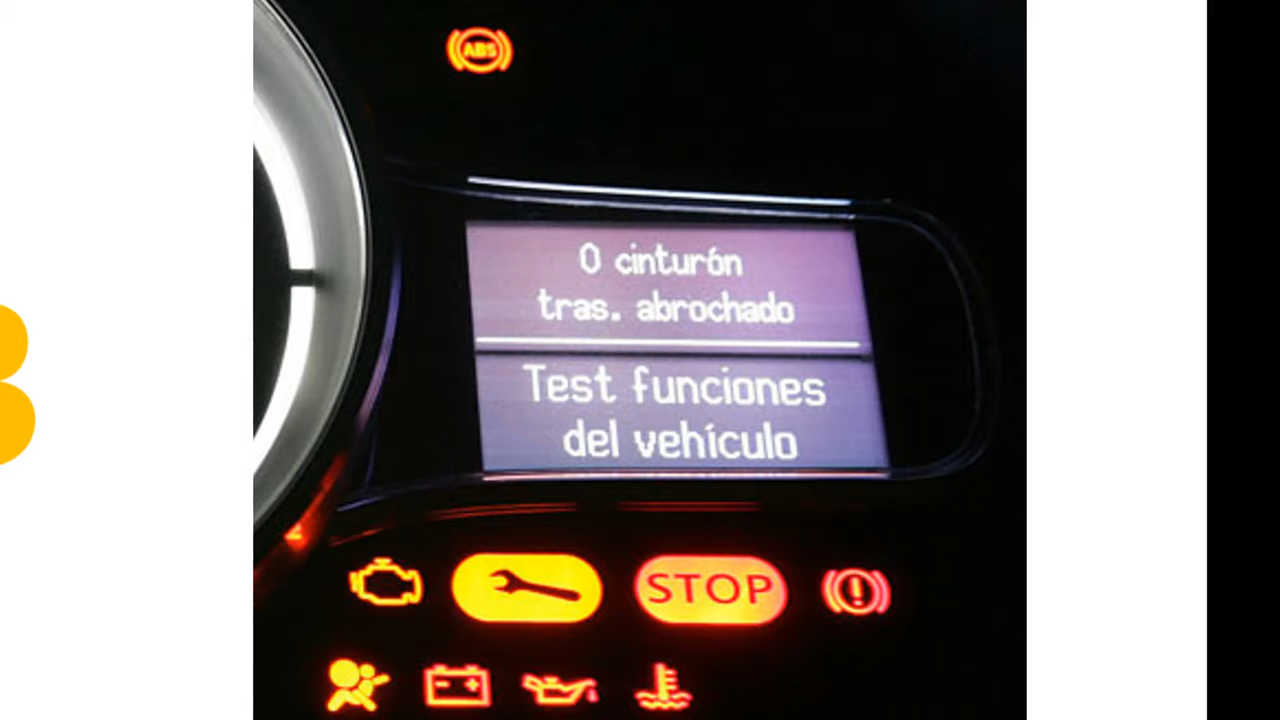 ABS
0 cinturón
tras. abrochado
Test funciones
del vehículo
STOP